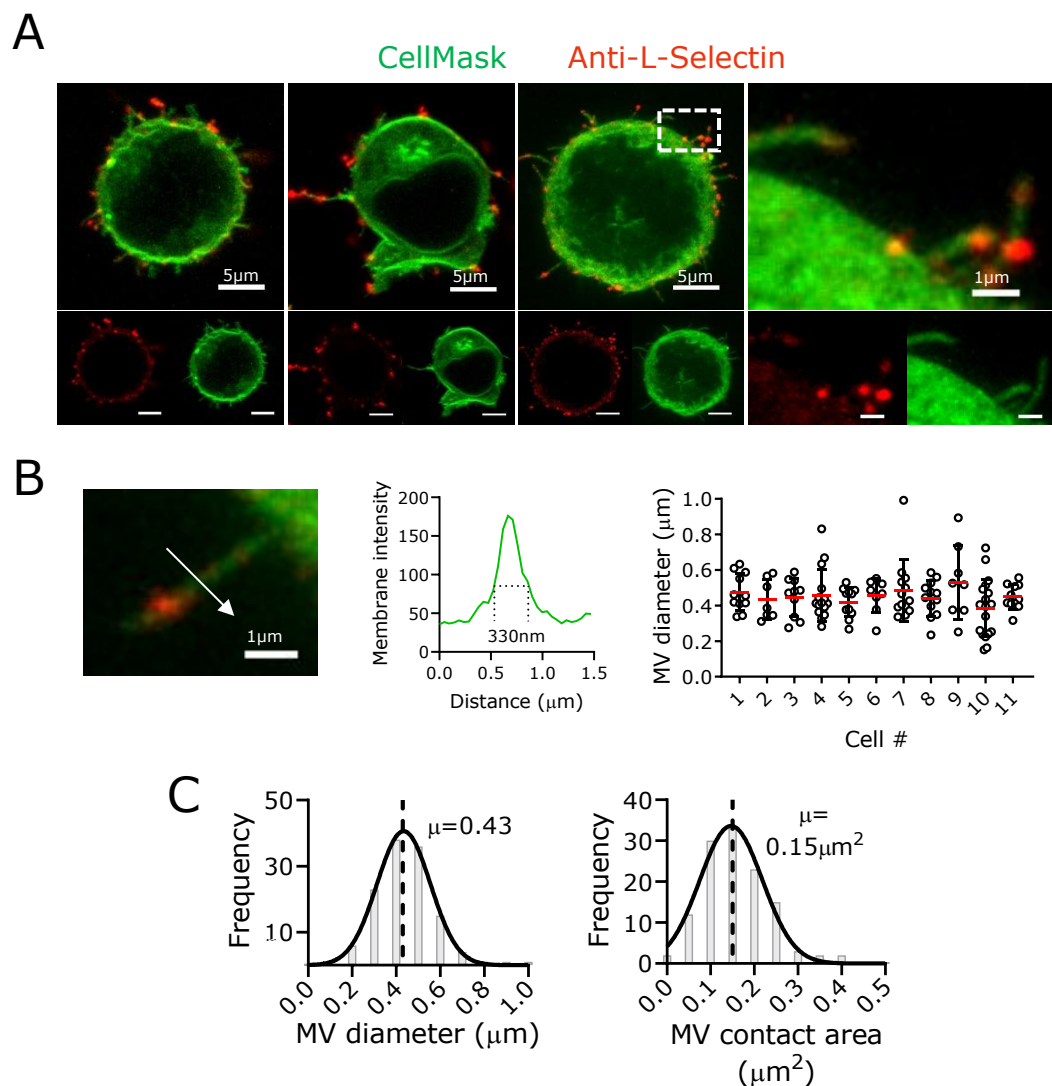 A
CellMask Anti-L-Selectin
5μm
5μm
5μm
1μm
B
1μm
Membrane intensity
200
150
100
50
0
330nm
0.0 0.5 1.0 1.5
Distance (μm)
MV diameter (μm)
1.0
0.8
0.6
0.4
0.2
0.0
1 2 3 4 5 6 7 8 9 10 11
Cell #
C
Frequency
50
30
10
μ=0.43
0.0 0.2 0.4 0.6 0.8 1.0
MV diameter (μm)
Frequency
40
30
20
10
0
μ=
0.15μm²
0.0 0.1 0.2 0.3 0.4 0.5
MV contact area
(μm²)